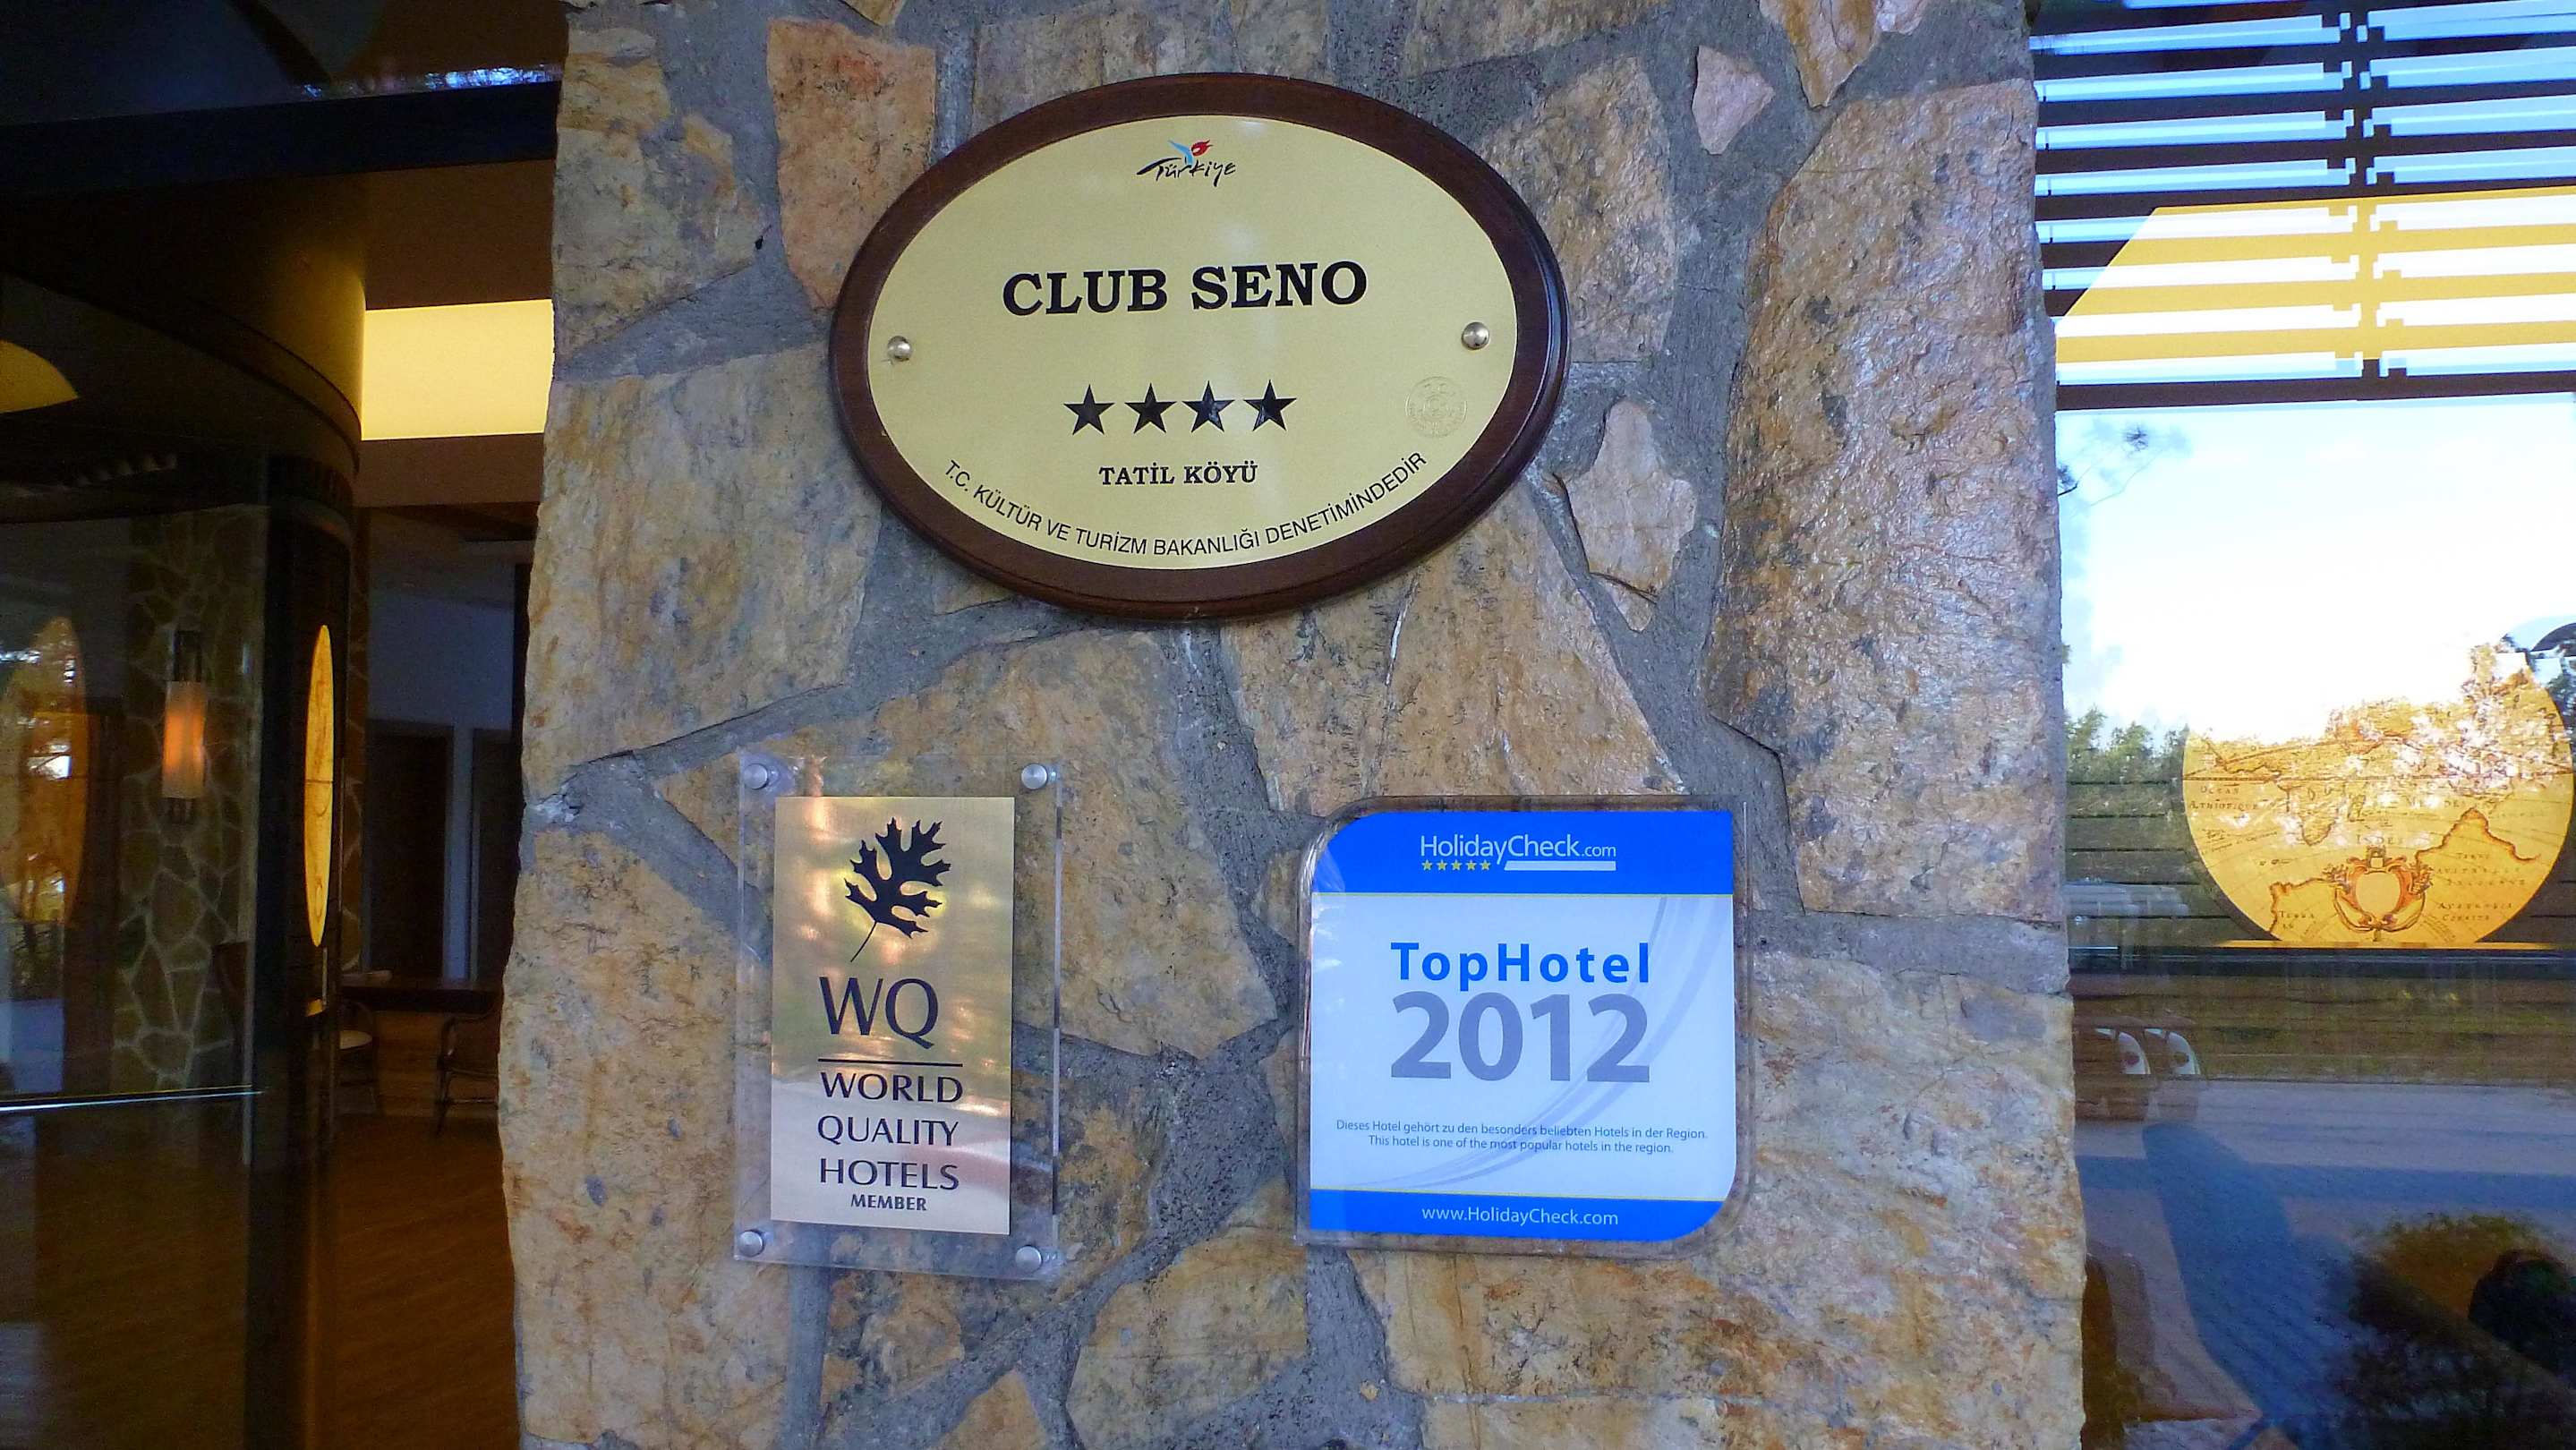 Türkiye
CLUB SENO
TATİL KÖYÜ
T.C. KÜLTÜR VE TURİZM BAKANLIĞI DENETİMİNDEDİR
WQ
WORLD
QUALITY
HOTELS
MEMBER
HolidayCheck.com
TopHotel
2012
Dieses Hotel gehört zu den besonders beliebten Hotels in der Region.
This hotel is one of the most popular hotels in the region.
www.HolidayCheck.com